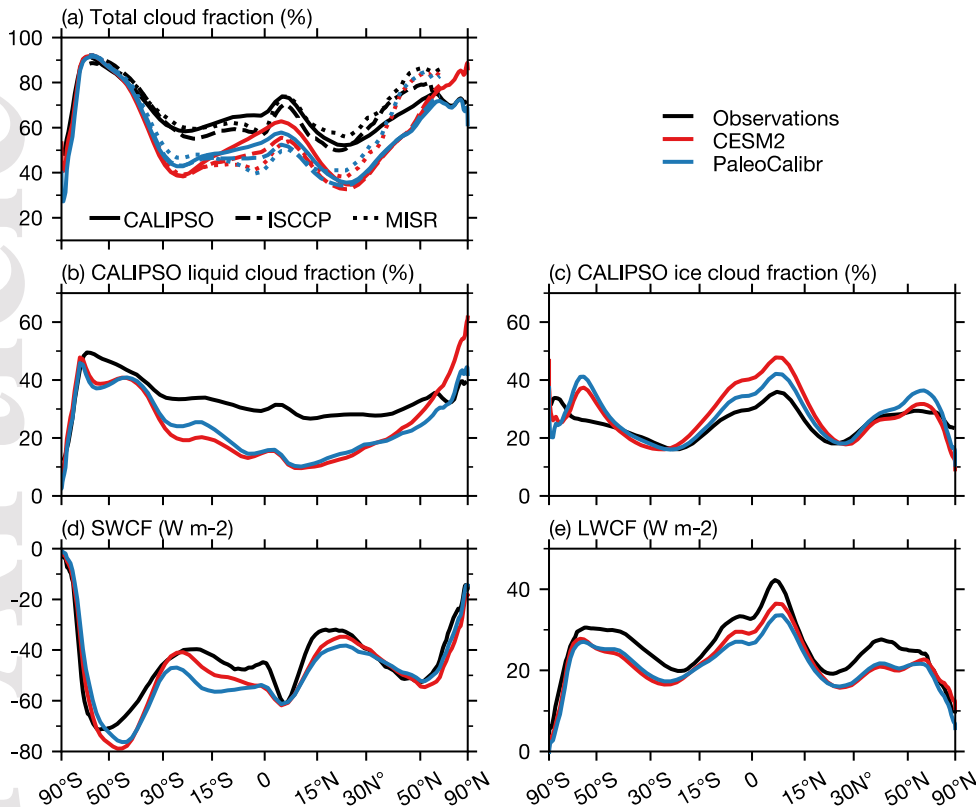 (a) Total cloud fraction (%)
100
80
60
40
20
CALIPSO ISCCP MISR
Observations
CESM2
PaleoCalibr
(b) CALIPSO liquid cloud fraction (%)
60
40
20
0
(c) CALIPSO ice cloud fraction (%)
60
40
20
0
(d) SWCF (W m-2)
0
-20
-40
-60
-80
90°S 50°S 30°S 15°S 0 15°N 30N° 50°N 90°N
(e) LWCF (W m-2)
40
20
0
90°S 50°S 30°S 15°S 0 15°N 30N° 50°N 90°N